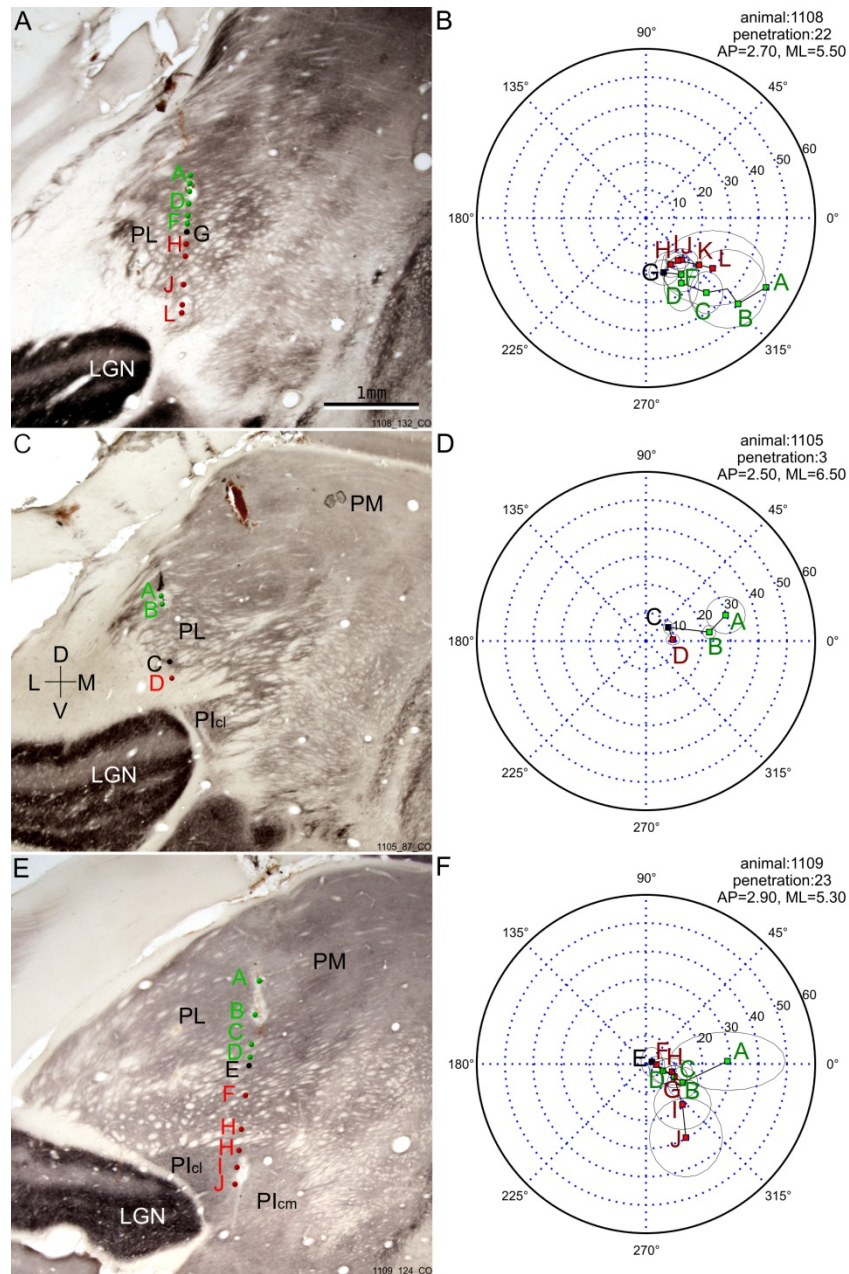 A
A
D
F
PL
G
H
J
L
LGN
1mm
1108_132_CO
B
animal:1108
penetration:22
AP=2.70, ML=5.50
90°
135°
45°
60
50
40
30
20
10
180°
0°
H
I
J
K
L
G
F
D
C
B
A
225°
315°
270°
C
PM
A
B
PL
C
D
D
L
M
V
PIcl
LGN
1105_87_CO
D
animal:1105
penetration:3
AP=2.50, ML=6.50
90°
135°
45°
60
50
40
30
20
10
180°
0°
C
A
B
D
225°
315°
270°
E
PM
A
PL
B
C
D
E
F
H
H
PIcl
I
J
PIcm
LGN
1109_124_CO
F
animal:1109
penetration:23
AP=2.90, ML=5.30
90°
135°
45°
60
50
40
30
20
180°
0°
E
F
H
A
D
C
G
B
I
J
225°
315°
270°